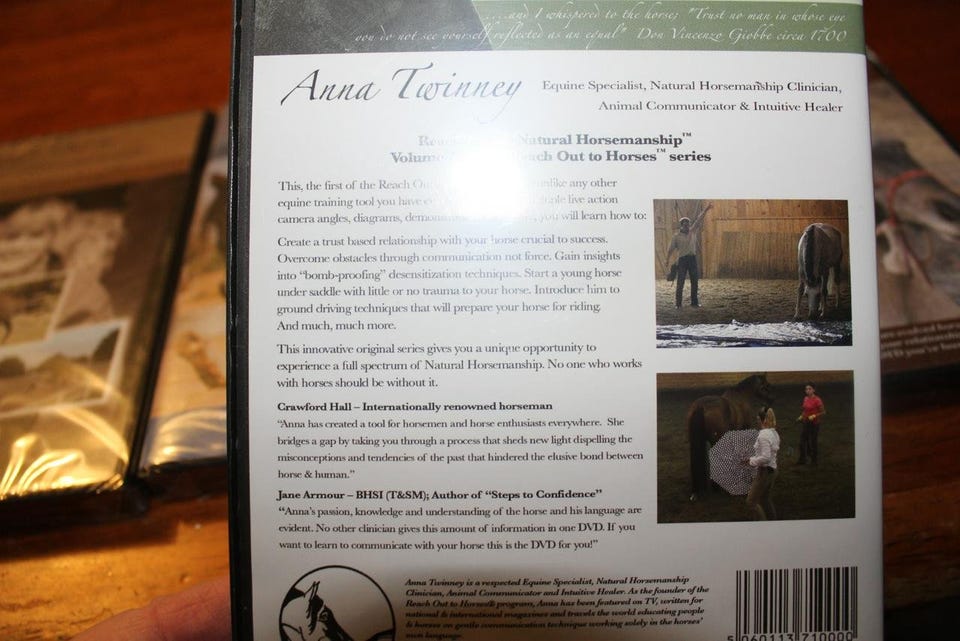 .....and I whispered to the horse; "Trust no man in whose eye
you do not see yourself reflected as an equal" Don Vincenzo Giobbe circa 1700
Anna Twinney
Equine Specialist, Natural Horsemanship Clinician,
Animal Communicator & Intuitive Healer
Natural Horsemanship™
Volume Reach Out to Horses™ series
This, the first of the Reach Out unlike any other
equine training tool you have live action
camera angles, diagrams, you will learn how to:
Create a trust based relationship with your horse crucial to success.
Overcome obstacles through communication not force. Gain insights
into "bomb-proofing" desensitization techniques. Start a young horse
under saddle with little or no trauma to your horse. Introduce him to
ground driving techniques that will prepare your horse for riding.
And much, much more.
This innovative original series gives you a unique opportunity to
experience a full spectrum of Natural Horsemanship. No one who works
with horses should be without it.
Crawford Hall – Internationally renowned horseman
"Anna has created a tool for horsemen and horse enthusiasts everywhere. She
bridges a gap by taking you through a process that sheds new light dispelling the
misconceptions and tendencies of the past that hindered the elusive bond between
horse & human."
Jane Armour – BHSI (T&SM); Author of "Steps to Confidence"
"Anna's passion, knowledge and understanding of the horse and his language are
evident. No other clinician gives this amount of information in one DVD. If you
want to learn to communicate with your horse this is the DVD for you!"
Anna Twinney is a respected Equine Specialist, Natural Horsemanship
Clinician, Animal Communicator and Intuitive Healer. As the founder of the
Reach Out to Horses® program, Anna has been featured on TV, written for
national & international magazines and travels the world educating people
& horses on gentle communication technique working solely in the horses'
own language.
5 060113 710000